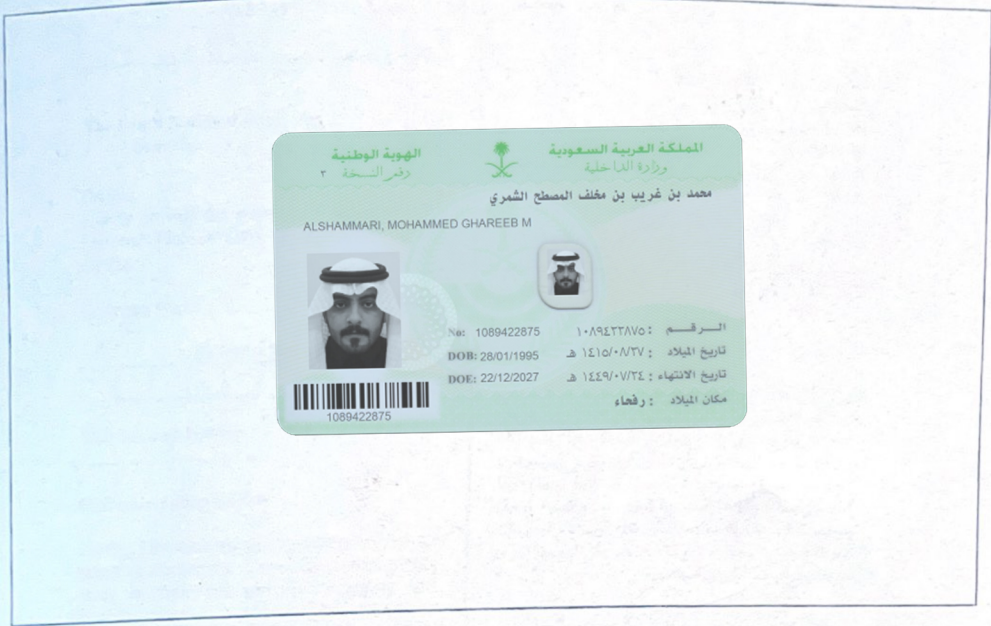 المملكة العربية السعودية
وزارة الداخلية
الهوية الوطنية
رقم النسخة ٣
محمد بن غريب بن مخلف المصطح الشمري
ALSHAMMARI, MOHAMMED GHAREEB M
الرقم : ١٠٨٩٤٢٢٨٧٥
No: 1089422875
تاريخ الميلاد : ١٤١٥/٠٨/٢٧ هـ
DOB: 28/01/1995
تاريخ الانتهاء : ١٤٤٩/٠٧/٢٤ هـ
DOE: 22/12/2027
مكان الميلاد : رفحاء
1089422875